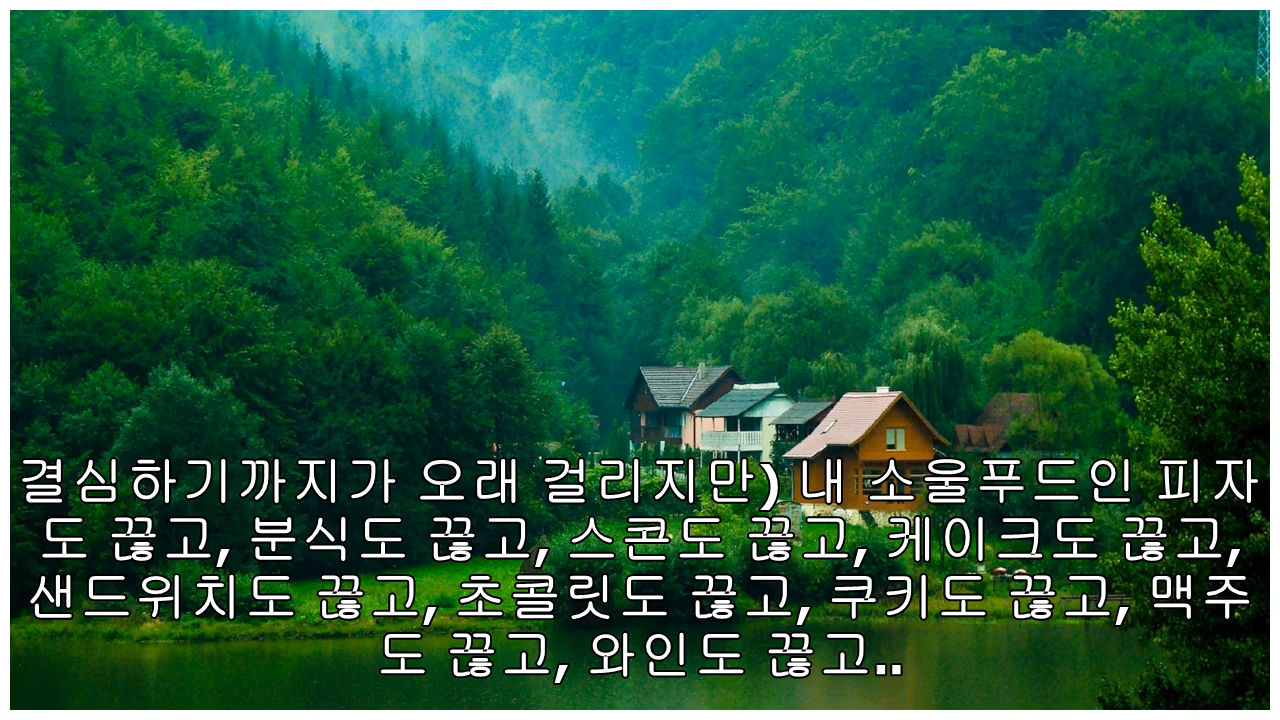 결심하기까지가 오래 걸리지만) 내 소울푸드인 피자
도 끊고, 분식도 끊고, 스콘도 끊고, 케이크도 끊고,
샌드위치도 끊고, 초콜릿도 끊고, 쿠키도 끊고, 맥주
도 끊고, 와인도 끊고..